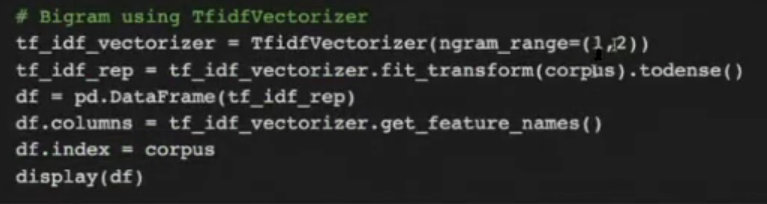 # Bigram using TfidfVectorizer
tf_idf_vectorizer = TfidfVectorizer(ngram_range=(1,2))
tf_idf_rep = tf_idf_vectorizer.fit_transform(corpus).todense()
df = pd.DataFrame(tf_idf_rep)
df.columns = tf_idf_vectorizer.get_feature_names()
df.index = corpus
display(df)